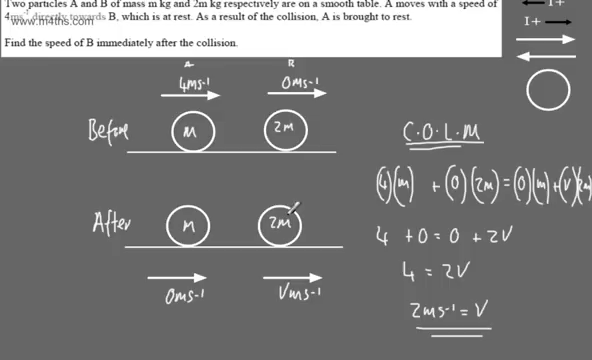 Two particles A and B of mass m kg and 2m kg respectively are on a smooth table. A moves with a speed of
4ms⁻¹ directly towards B, which is at rest. As a result of the collision, A is brought to rest.
www.m4ths.com
Find the speed of B immediately after the collision.
I+
I+
A B
4ms-1 0ms-1
Before M 2M
C.O.L.M
(4)(m) + (0)(2m) = (0)(m) + (V)(2m)
After M 2M
4 + 0 = 0 + 2V
4 = 2V
0ms-1 Vms-1
2ms-1 = V